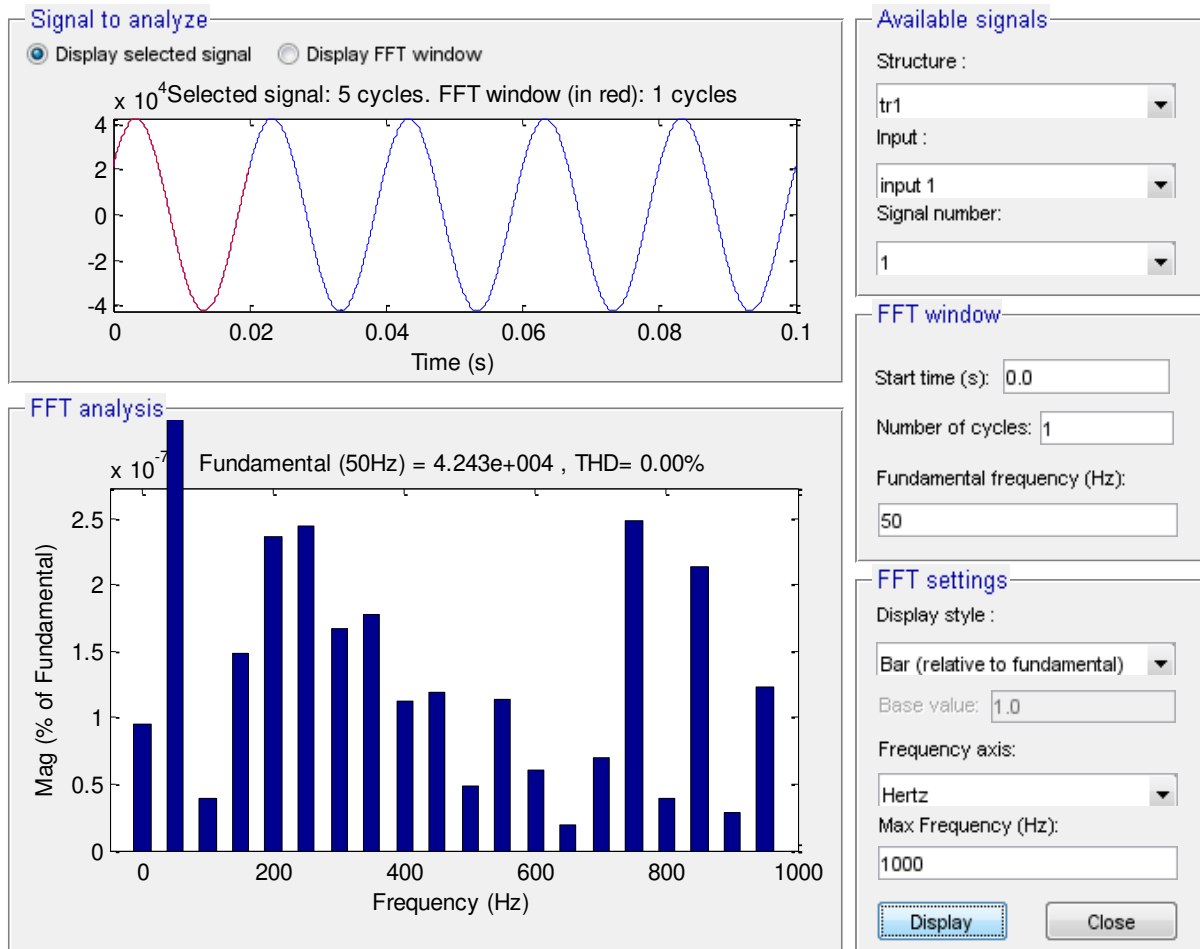 Signal to analyze
Display selected signal Display FFT window
x 10^4 Selected signal: 5 cycles. FFT window (in red): 1 cycles
4
2
0
-2
-4
0 0.02 0.04 0.06 0.08 0.1
Time (s)
FFT analysis
x 10^-7 Fundamental (50Hz) = 4.243e+004 , THD= 0.00%
Mag (% of Fundamental)
2.5
2
1.5
1
0.5
0
0 200 400 600 800 1000
Frequency (Hz)
Available signals
Structure :
tr1
Input :
input 1
Signal number:
1
FFT window
Start time (s): 0.0
Number of cycles: 1
Fundamental frequency (Hz):
50
FFT settings
Display style :
Bar (relative to fundamental)
Base value: 1.0
Frequency axis:
Hertz
Max Frequency (Hz):
1000
Display Close